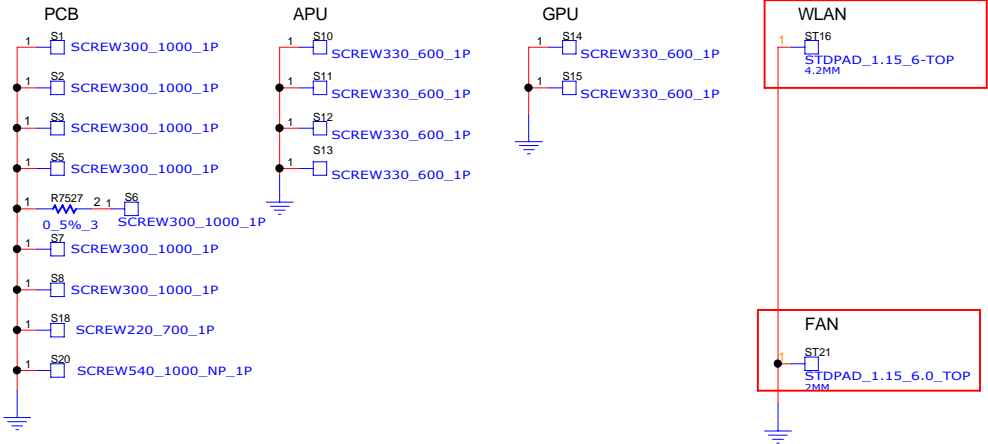 PCB
1 S1 SCREW300_1000_1P
1 S2 SCREW300_1000_1P
1 S3 SCREW300_1000_1P
1 S5 SCREW300_1000_1P
1 R7527 2 1 S6
0_5%_3 SCREW300_1000_1P
1 S7 SCREW300_1000_1P
1 S8 SCREW300_1000_1P
1 S18 SCREW220_700_1P
1 S20 SCREW540_1000_NP_1P
APU
1 S10 SCREW330_600_1P
1 S11 SCREW330_600_1P
1 S12 SCREW330_600_1P
1 S13 SCREW330_600_1P
GPU
1 S14 SCREW330_600_1P
1 S15 SCREW330_600_1P
WLAN
1 ST16
STDPAD_1.15_6-TOP
4.2MM
FAN
1 ST21
STDPAD_1.15_6.0_TOP
2MM